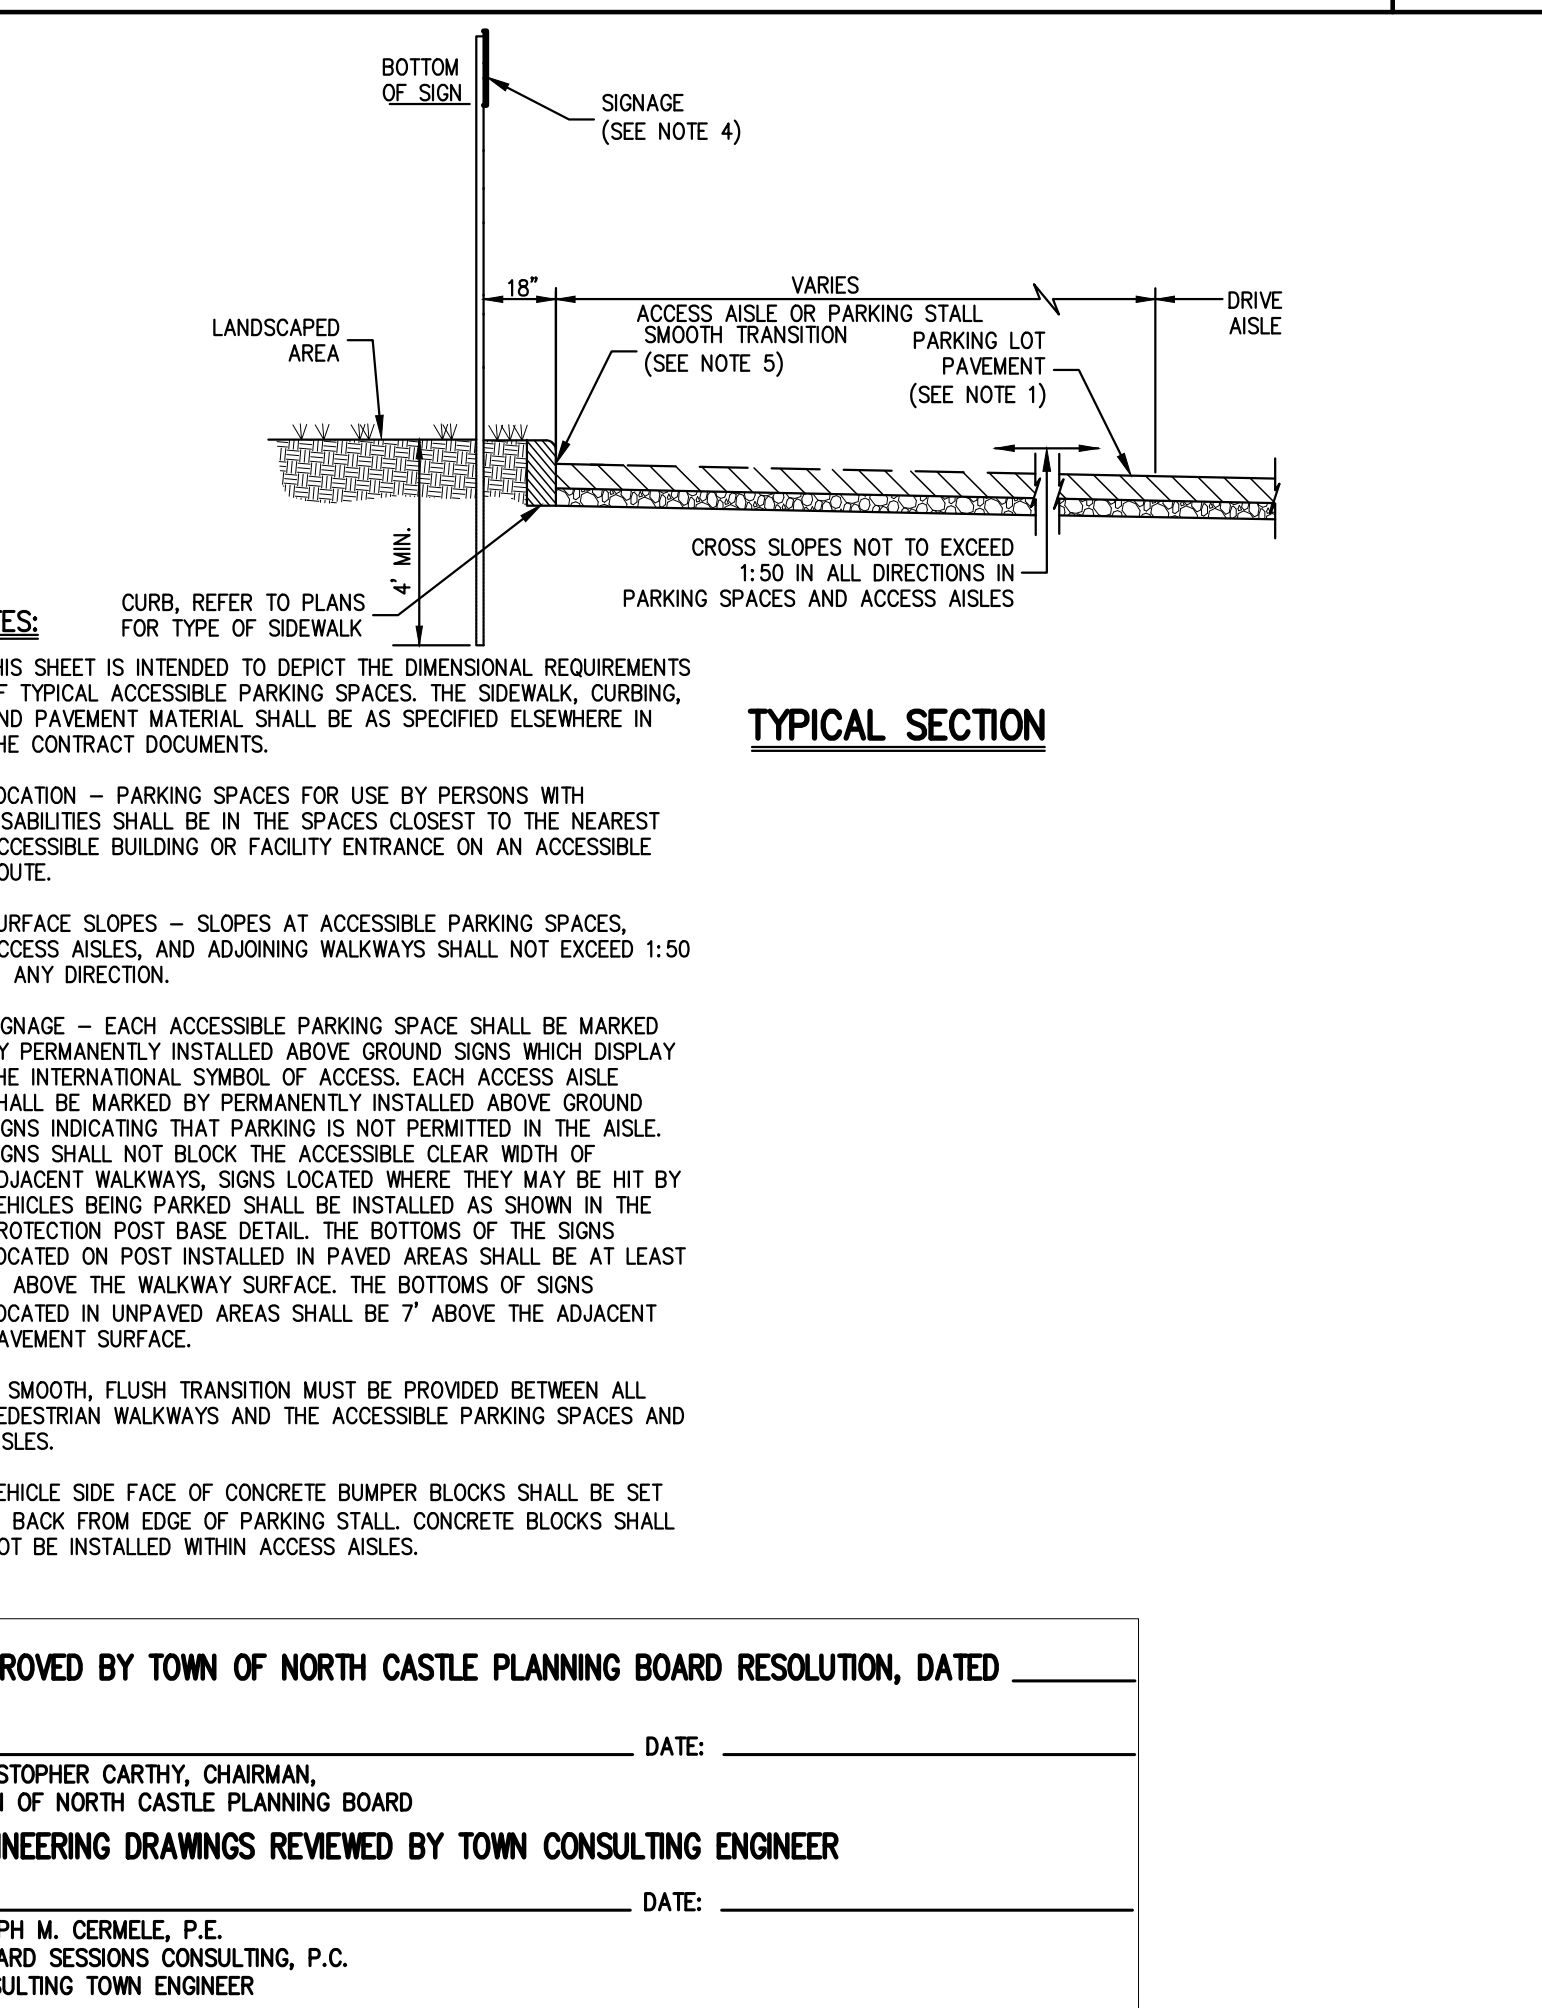 BOTTOM
OF SIGN
SIGNAGE
(SEE NOTE 4)
18"
VARIES
ACCESS AISLE OR PARKING STALL
DRIVE
AISLE
LANDSCAPED
AREA
SMOOTH TRANSITION
(SEE NOTE 5)
PARKING LOT
PAVEMENT
(SEE NOTE 1)
4' MIN.
CROSS SLOPES NOT TO EXCEED
1:50 IN ALL DIRECTIONS IN
PARKING SPACES AND ACCESS AISLES
CURB, REFER TO PLANS
FOR TYPE OF SIDEWALK
TYPICAL SECTION
TES:
HIS SHEET IS INTENDED TO DEPICT THE DIMENSIONAL REQUIREMENTS
F TYPICAL ACCESSIBLE PARKING SPACES. THE SIDEWALK, CURBING,
ND PAVEMENT MATERIAL SHALL BE AS SPECIFIED ELSEWHERE IN
HE CONTRACT DOCUMENTS.
OCATION – PARKING SPACES FOR USE BY PERSONS WITH
ISABILITIES SHALL BE IN THE SPACES CLOSEST TO THE NEAREST
CCESSIBLE BUILDING OR FACILITY ENTRANCE ON AN ACCESSIBLE
OUTE.
URFACE SLOPES – SLOPES AT ACCESSIBLE PARKING SPACES,
CCESS AISLES, AND ADJOINING WALKWAYS SHALL NOT EXCEED 1:50
ANY DIRECTION.
GNAGE – EACH ACCESSIBLE PARKING SPACE SHALL BE MARKED
Y PERMANENTLY INSTALLED ABOVE GROUND SIGNS WHICH DISPLAY
HE INTERNATIONAL SYMBOL OF ACCESS. EACH ACCESS AISLE
HALL BE MARKED BY PERMANENTLY INSTALLED ABOVE GROUND
GNS INDICATING THAT PARKING IS NOT PERMITTED IN THE AISLE.
GNS SHALL NOT BLOCK THE ACCESSIBLE CLEAR WIDTH OF
DJACENT WALKWAYS, SIGNS LOCATED WHERE THEY MAY BE HIT BY
EHICLES BEING PARKED SHALL BE INSTALLED AS SHOWN IN THE
ROTECTION POST BASE DETAIL. THE BOTTOMS OF THE SIGNS
OCATED ON POST INSTALLED IN PAVED AREAS SHALL BE AT LEAST
ABOVE THE WALKWAY SURFACE. THE BOTTOMS OF SIGNS
OCATED IN UNPAVED AREAS SHALL BE 7' ABOVE THE ADJACENT
AVEMENT SURFACE.
SMOOTH, FLUSH TRANSITION MUST BE PROVIDED BETWEEN ALL
EDESTRIAN WALKWAYS AND THE ACCESSIBLE PARKING SPACES AND
ISLES.
EHICLE SIDE FACE OF CONCRETE BUMPER BLOCKS SHALL BE SET
BACK FROM EDGE OF PARKING STALL. CONCRETE BLOCKS SHALL
OT BE INSTALLED WITHIN ACCESS AISLES.
ROVED BY TOWN OF NORTH CASTLE PLANNING BOARD RESOLUTION, DATED
DATE:
STOPHER CARTHY, CHAIRMAN,
OF NORTH CASTLE PLANNING BOARD
INEERING DRAWINGS REVIEWED BY TOWN CONSULTING ENGINEER
DATE:
PH M. CERMELE, P.E.
ARD SESSIONS CONSULTING, P.C.
SULTING TOWN ENGINEER